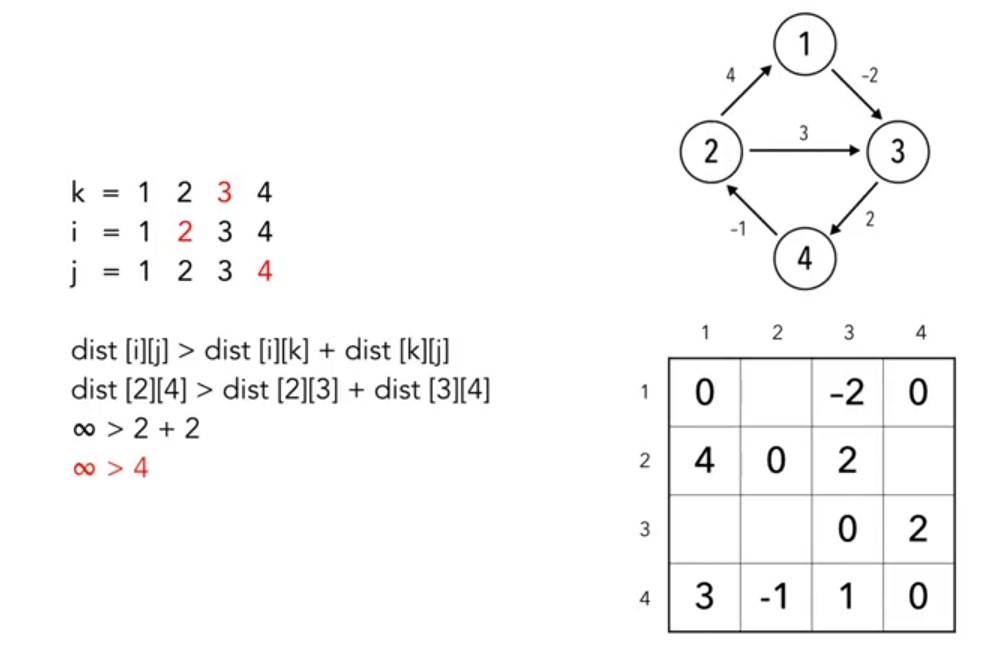 k = 1 2 3 4
i = 1 2 3 4
j = 1 2 3 4
dist [i][j] > dist [i][k] + dist [k][j]
dist [2][4] > dist [2][3] + dist [3][4]
∞ > 2 + 2
∞ > 4
1
4 -2
2 3 3
-1 2
4
1 2 3 4
1 0 -2 0
2 4 0 2
3 0 2
4 3 -1 1 0